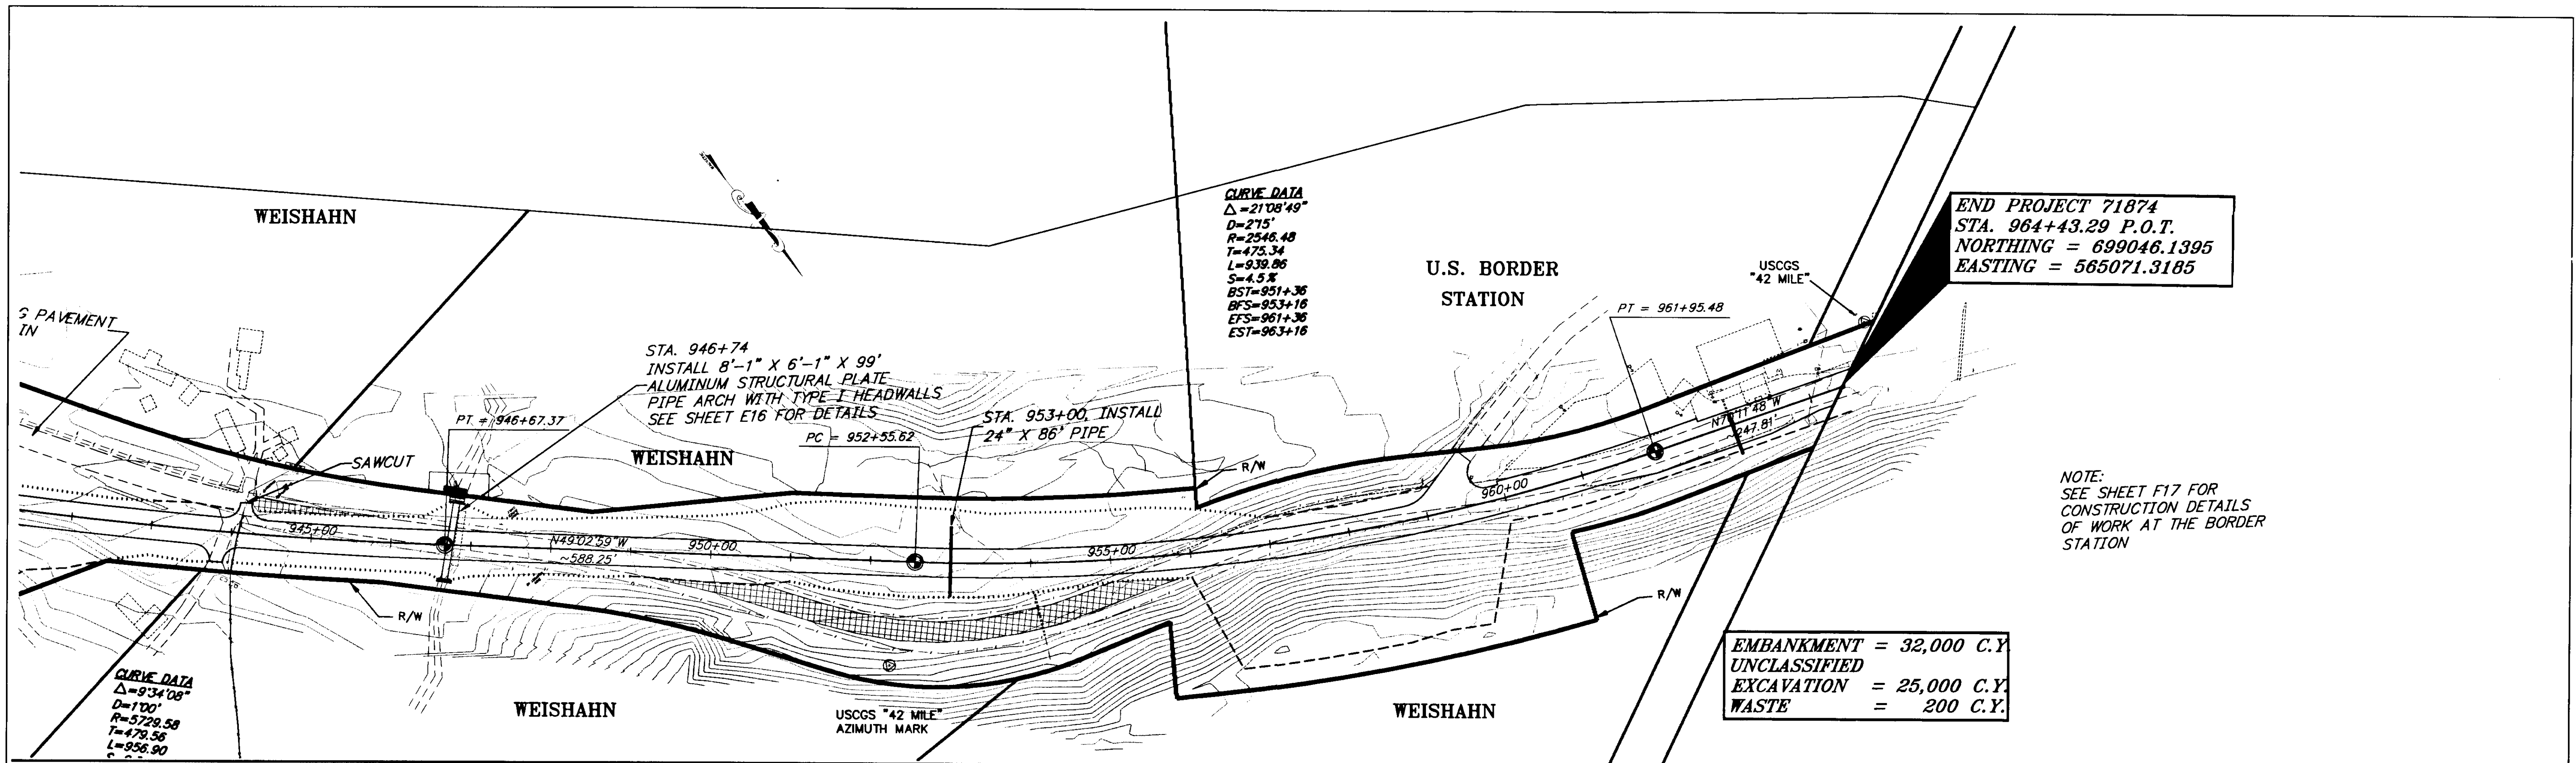 WEISHAHN
CURVE DATA
△=21°08'49"
D=2°15'
R=2546.48
T=475.34
L=939.86
S=4.5%
BST=951+36
BFS=953+16
EFS=961+36
EST=963+16
U.S. BORDER
STATION
USCGS
"42 MILE"
END PROJECT 71874
STA. 964+43.29 P.O.T.
NORTHING = 699046.1395
EASTING = 565071.3185
PT = 961+95.48
G PAVEMENT
IN
SAWCUT
STA. 946+74
INSTALL 8'-1" X 6'-1" X 99'
ALUMINUM STRUCTURAL PLATE
PIPE ARCH WITH TYPE I HEADWALLS
SEE SHEET E16 FOR DETAILS
PT = 946+67.37
WEISHAHN
PC = 952+55.62
STA. 953+00, INSTALL
24" X 86' PIPE
R/W
945+00
N49°02'59"W
~588.25'
950+00
955+00
960+00
11'48"W
247.81'
NOTE:
SEE SHEET F17 FOR
CONSTRUCTION DETAILS
OF WORK AT THE BORDER
STATION
R/W
R/W
EMBANKMENT = 32,000 C.Y.
UNCLASSIFIED
EXCAVATION = 25,000 C.Y.
WASTE = 200 C.Y.
CURVE DATA
△=9°34'08"
D=1°00'
R=5729.58
T=479.56
L=956.90
WEISHAHN
USCGS "42 MILE"
AZIMUTH MARK
WEISHAHN